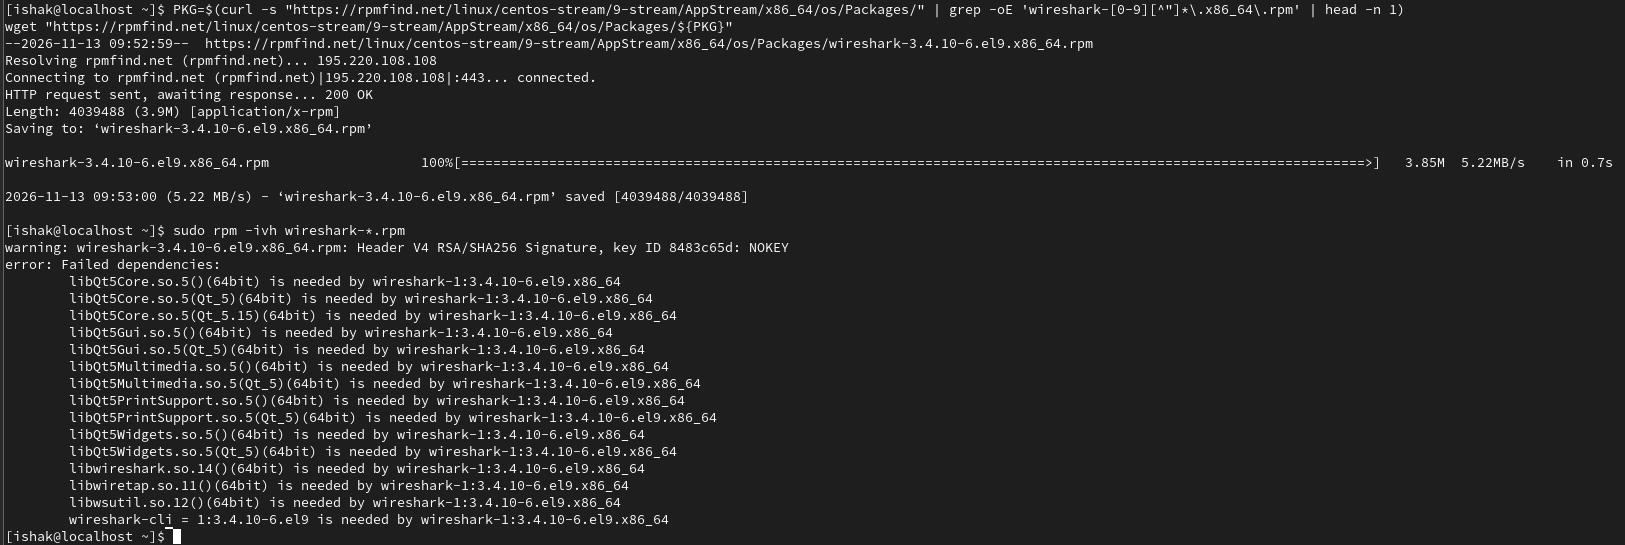 [ishak@localhost ~]$ PKG=$(curl -s "https://rpmfind.net/linux/centos-stream/9-stream/AppStream/x86_64/os/Packages/" | grep -oE 'wireshark-[0-9][^"]*\.x86_64\.rpm' | head -n 1)
wget "https://rpmfind.net/linux/centos-stream/9-stream/AppStream/x86_64/os/Packages/${PKG}"
--2026-11-13 09:52:59--  https://rpmfind.net/linux/centos-stream/9-stream/AppStream/x86_64/os/Packages/wireshark-3.4.10-6.el9.x86_64.rpm
Resolving rpmfind.net (rpmfind.net)... 195.220.108.108
Connecting to rpmfind.net (rpmfind.net)|195.220.108.108|:443... connected.
HTTP request sent, awaiting response... 200 OK
Length: 4039488 (3.9M) [application/x-rpm]
Saving to: ‘wireshark-3.4.10-6.el9.x86_64.rpm’
wireshark-3.4.10-6.el9.x86_64.rpm 100%[=================================================================================================================>] 3.85M 5.22MB/s in 0.7s
2026-11-13 09:53:00 (5.22 MB/s) - ‘wireshark-3.4.10-6.el9.x86_64.rpm’ saved [4039488/4039488]
[ishak@localhost ~]$ sudo rpm -ivh wireshark-*.rpm
warning: wireshark-3.4.10-6.el9.x86_64.rpm: Header V4 RSA/SHA256 Signature, key ID 8483c65d: NOKEY
error: Failed dependencies:
libQt5Core.so.5()(64bit) is needed by wireshark-1:3.4.10-6.el9.x86_64
libQt5Core.so.5(Qt_5)(64bit) is needed by wireshark-1:3.4.10-6.el9.x86_64
libQt5Core.so.5(Qt_5.15)(64bit) is needed by wireshark-1:3.4.10-6.el9.x86_64
libQt5Gui.so.5()(64bit) is needed by wireshark-1:3.4.10-6.el9.x86_64
libQt5Gui.so.5(Qt_5)(64bit) is needed by wireshark-1:3.4.10-6.el9.x86_64
libQt5Multimedia.so.5()(64bit) is needed by wireshark-1:3.4.10-6.el9.x86_64
libQt5Multimedia.so.5(Qt_5)(64bit) is needed by wireshark-1:3.4.10-6.el9.x86_64
libQt5PrintSupport.so.5()(64bit) is needed by wireshark-1:3.4.10-6.el9.x86_64
libQt5PrintSupport.so.5(Qt_5)(64bit) is needed by wireshark-1:3.4.10-6.el9.x86_64
libQt5Widgets.so.5()(64bit) is needed by wireshark-1:3.4.10-6.el9.x86_64
libQt5Widgets.so.5(Qt_5)(64bit) is needed by wireshark-1:3.4.10-6.el9.x86_64
libwireshark.so.14()(64bit) is needed by wireshark-1:3.4.10-6.el9.x86_64
libwiretap.so.11()(64bit) is needed by wireshark-1:3.4.10-6.el9.x86_64
libwsutil.so.12()(64bit) is needed by wireshark-1:3.4.10-6.el9.x86_64
wireshark-cli = 1:3.4.10-6.el9 is needed by wireshark-1:3.4.10-6.el9.x86_64
[ishak@localhost ~]$